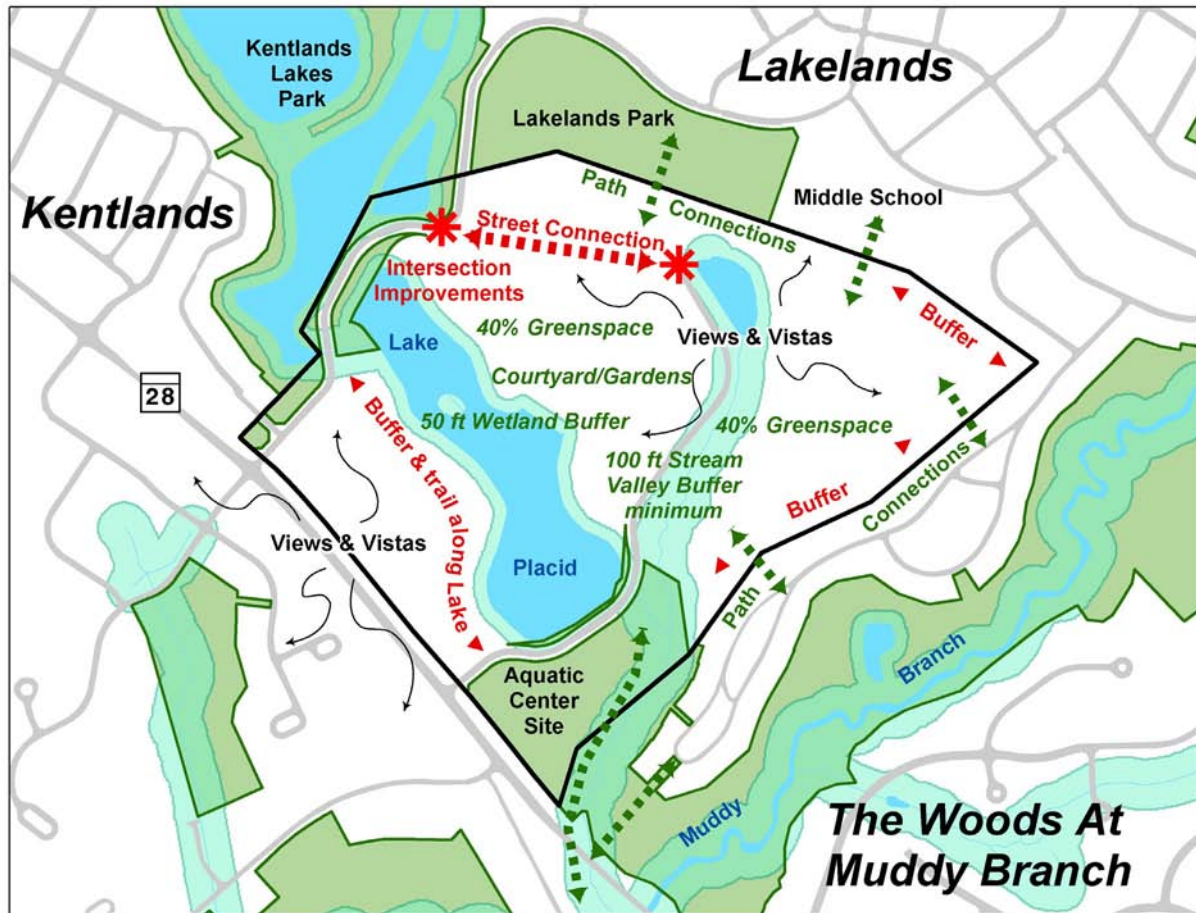 Kentlands
Lakes
Park
Lakelands
Lakelands Park
Kentlands
Path
Connections
Middle School
Street Connection
Intersection
Improvements
Buffer
40% Greenspace
Views & Vistas
Lake
Courtyard/Gardens
28
50 ft Wetland Buffer
40% Greenspace
Buffer & trail along Lake
100 ft Stream
Valley Buffer
minimum
Connections
Buffer
Views & Vistas
Placid
Path
Branch
Aquatic
Center
Site
Muddy
The Woods At
Muddy Branch